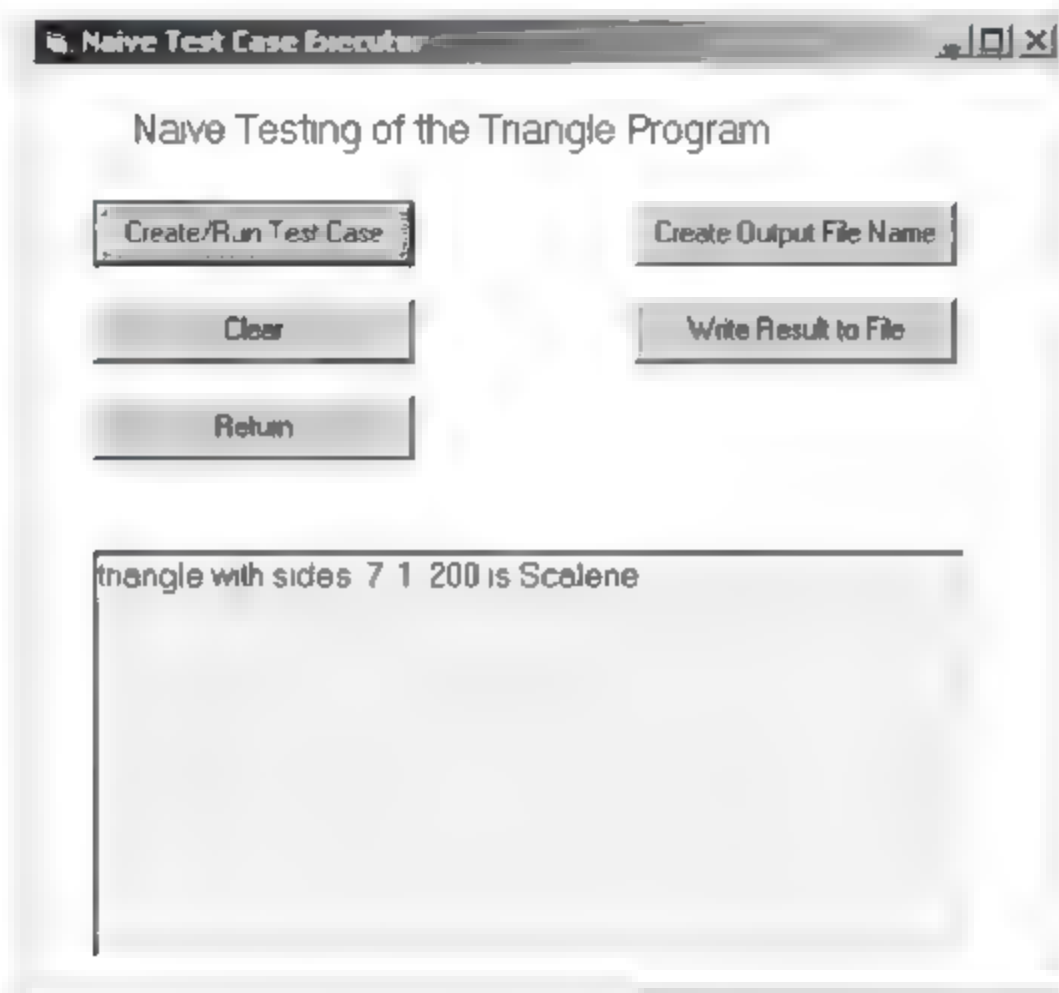 Naive Test Case Executor
Naive Testing of the Triangle Program
Create/Run Test Case
Create Output File Name
Clear
Write Result to File
Return
triangle with sides 7 1 200 is Scalene